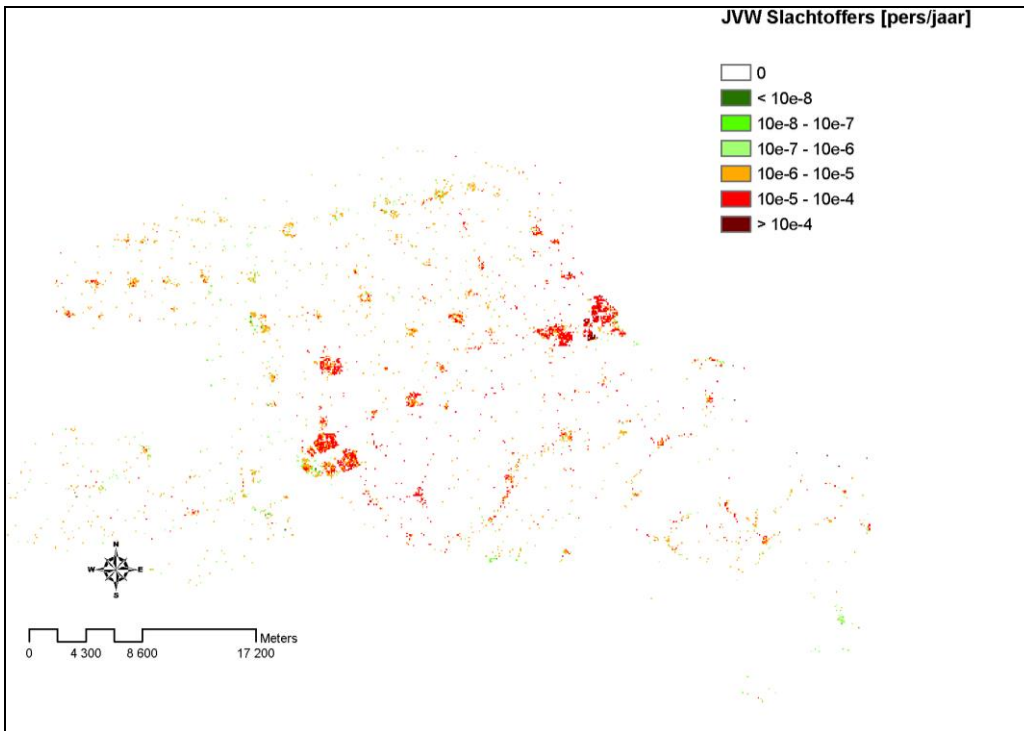 JVW Slachtoffers [pers/jaar]
0
< 10e-8
10e-8 - 10e-7
10e-7 - 10e-6
10e-6 - 10e-5
10e-5 - 10e-4
> 10e-4
N
W E
S
Meters
0 4 300 8 600 17 200